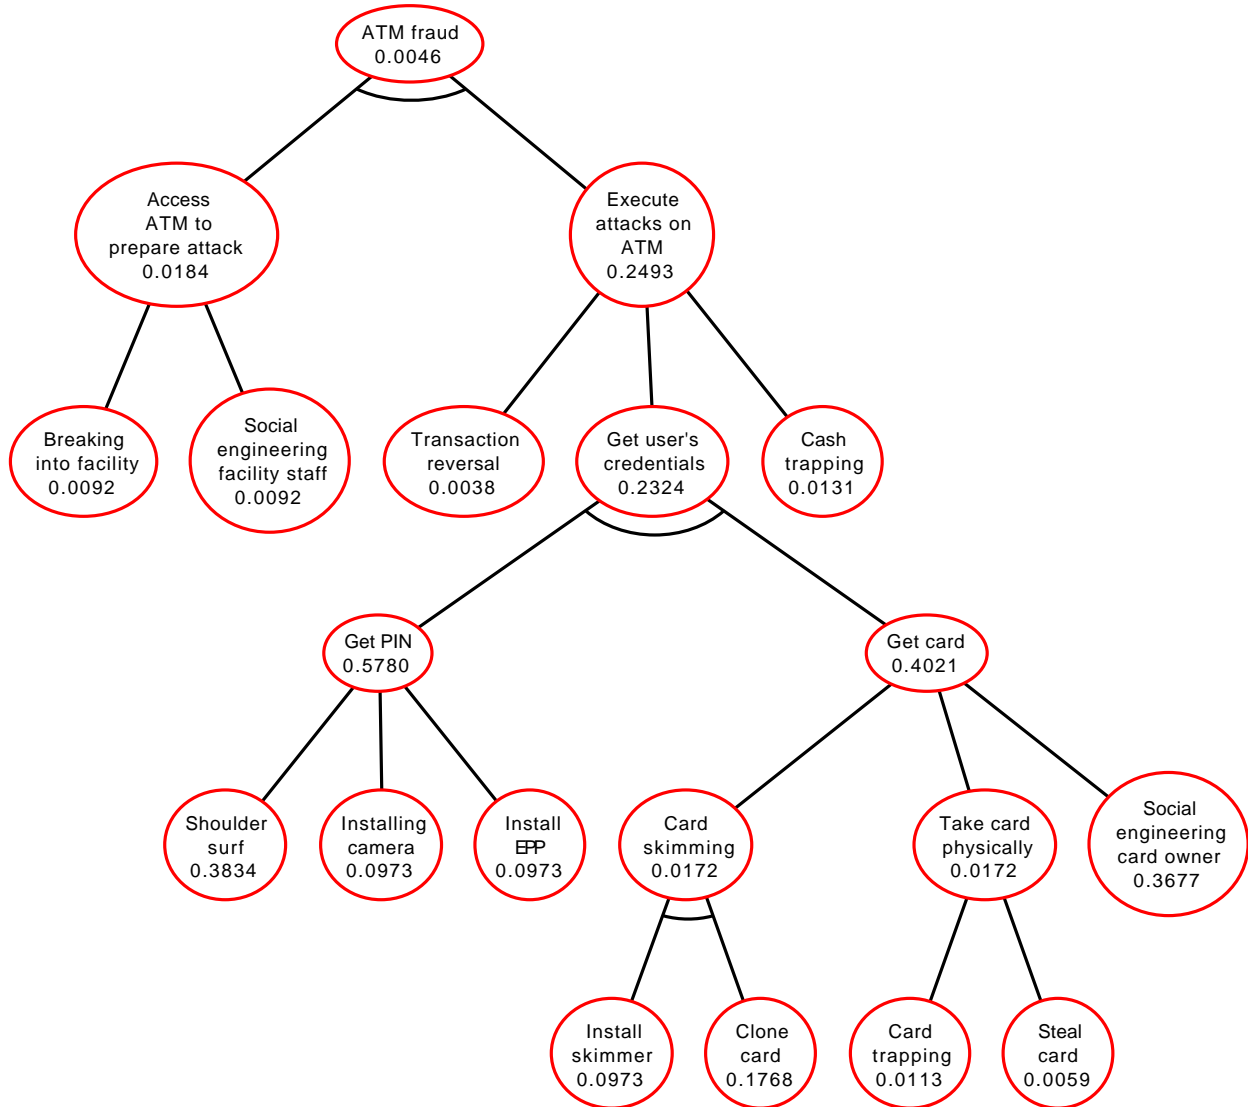 ATM fraud
0.0046
Access
ATM to
prepare attack
0.0184
Execute
attacks on
ATM
0.2493
Breaking
into facility
0.0092
Social
engineering
facility staff
0.0092
Transaction
reversal
0.0038
Get user's
credentials
0.2324
Cash
trapping
0.0131
Get PIN
0.5780
Get card
0.4021
Shoulder
surf
0.3834
Installing
camera
0.0973
Install
EPP
0.0973
Card
skimming
0.0172
Take card
physically
0.0172
Social
engineering
card owner
0.3677
Install
skimmer
0.0973
Clone
card
0.1768
Card
trapping
0.0113
Steal
card
0.0059